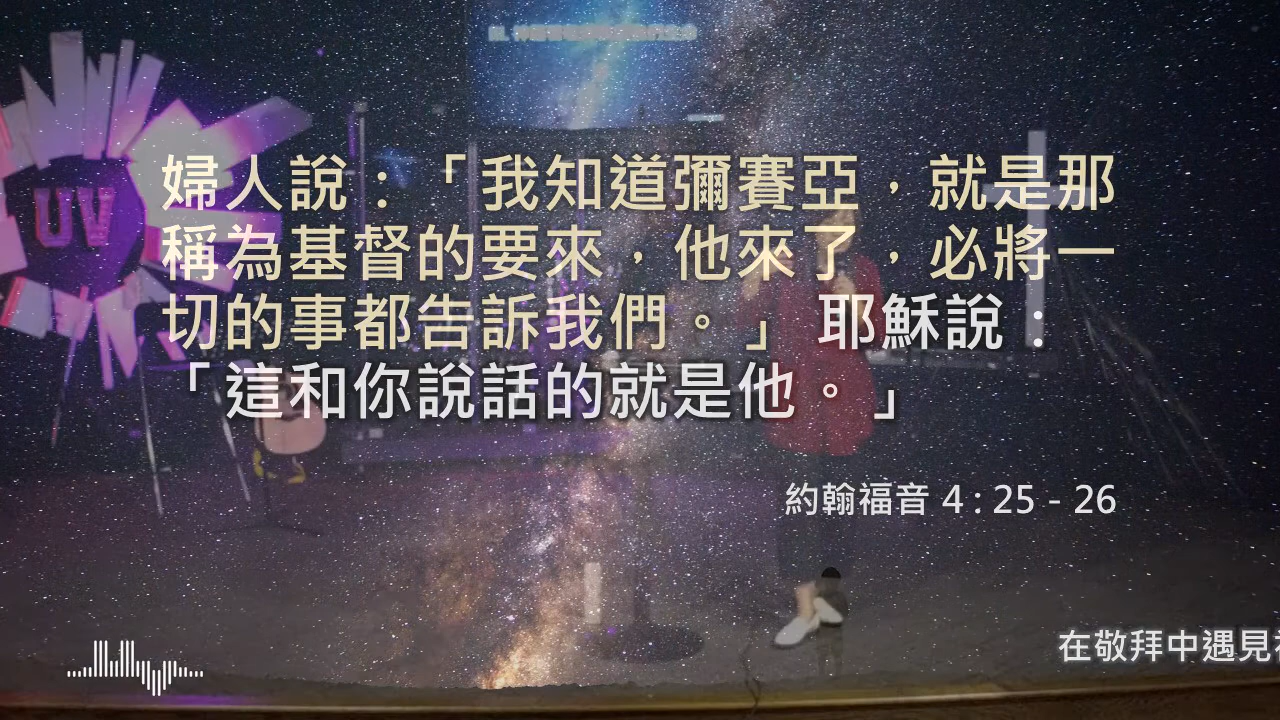 UV
婦人說：「我知道彌賽亞，就是那
稱為基督的要來，他來了，必將一
切的事都告訴我們。」 耶穌說：
「這和你說話的就是他。」
約翰福音 4 : 25 - 26
在敬拜中遇見